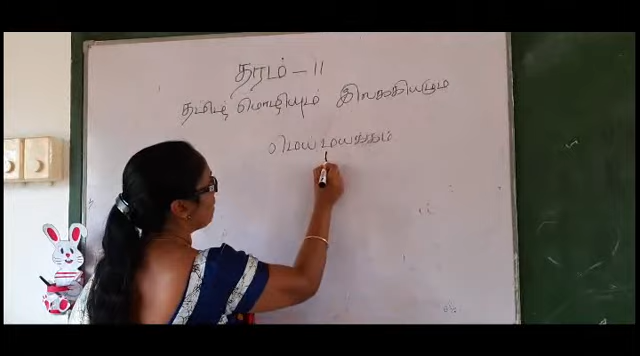 தரம் - 11
தமிழ் மொழியும் இலக்கியமும்
மெய்மயக்கம்